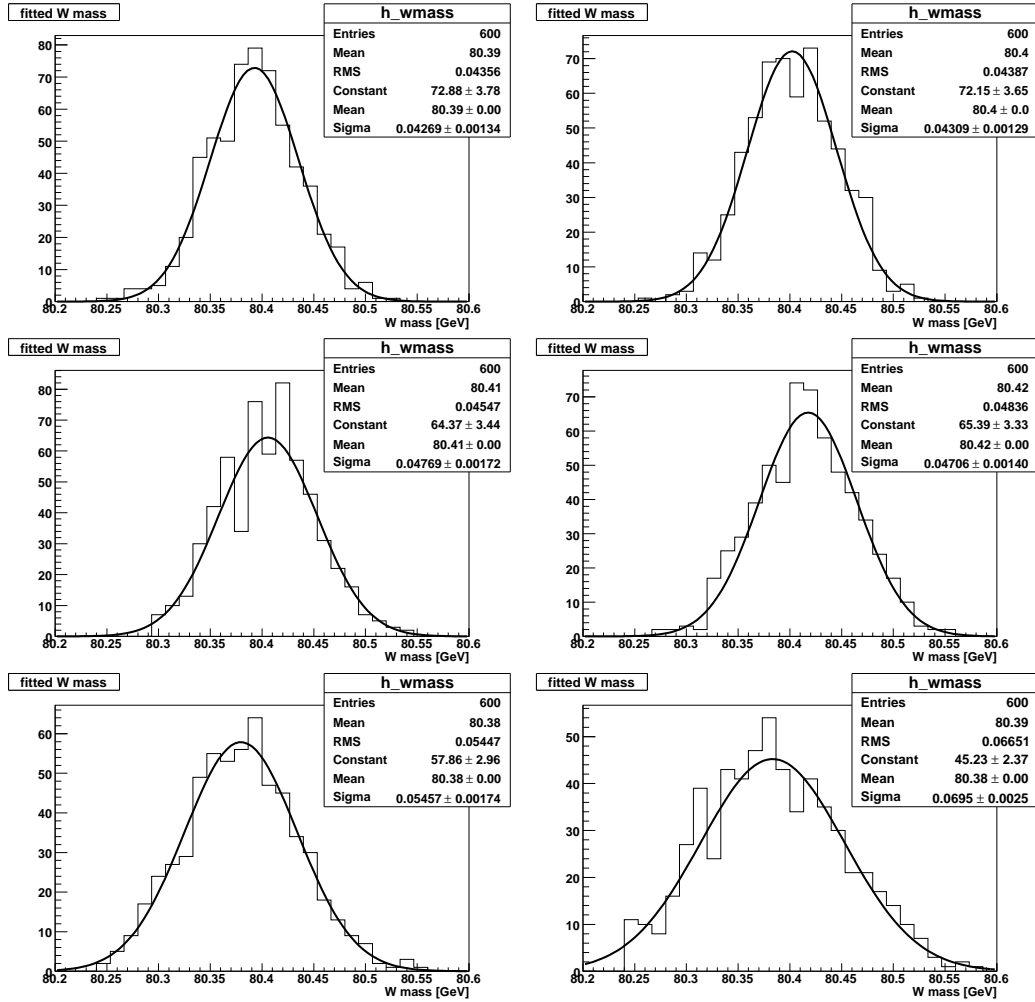 fitted W mass
h_wmass
Entries 600
Mean 80.39
RMS 0.04356
Constant 72.88 ± 3.78
Mean 80.39 ± 0.00
Sigma 0.04269 ± 0.00134
80
70
60
50
40
30
20
10
0
80.2 80.25 80.3 80.35 80.4 80.45 80.5 80.55 80.6
W mass [GeV]
fitted W mass
h_wmass
Entries 600
Mean 80.4
RMS 0.04387
Constant 72.15 ± 3.65
Mean 80.4 ± 0.0
Sigma 0.04309 ± 0.00129
70
60
50
40
30
20
10
0
80.2 80.25 80.3 80.35 80.4 80.45 80.5 80.55 80.6
W mass [GeV]
fitted W mass
h_wmass
Entries 600
Mean 80.41
RMS 0.04547
Constant 64.37 ± 3.44
Mean 80.41 ± 0.00
Sigma 0.04769 ± 0.00172
80
70
60
50
40
30
20
10
0
80.2 80.25 80.3 80.35 80.4 80.45 80.5 80.55 80.6
W mass [GeV]
fitted W mass
h_wmass
Entries 600
Mean 80.42
RMS 0.04836
Constant 65.39 ± 3.33
Mean 80.42 ± 0.00
Sigma 0.04706 ± 0.00140
70
60
50
40
30
20
10
0
80.2 80.25 80.3 80.35 80.4 80.45 80.5 80.55 80.6
W mass [GeV]
fitted W mass
h_wmass
Entries 600
Mean 80.38
RMS 0.05447
Constant 57.86 ± 2.96
Mean 80.38 ± 0.00
Sigma 0.05457 ± 0.00174
60
50
40
30
20
10
0
80.2 80.25 80.3 80.35 80.4 80.45 80.5 80.55 80.6
W mass [GeV]
fitted W mass
h_wmass
Entries 600
Mean 80.39
RMS 0.06651
Constant 45.23 ± 2.37
Mean 80.38 ± 0.00
Sigma 0.0695 ± 0.0025
50
40
30
20
10
0
80.2 80.25 80.3 80.35 80.4 80.45 80.5 80.55 80.6
W mass [GeV]